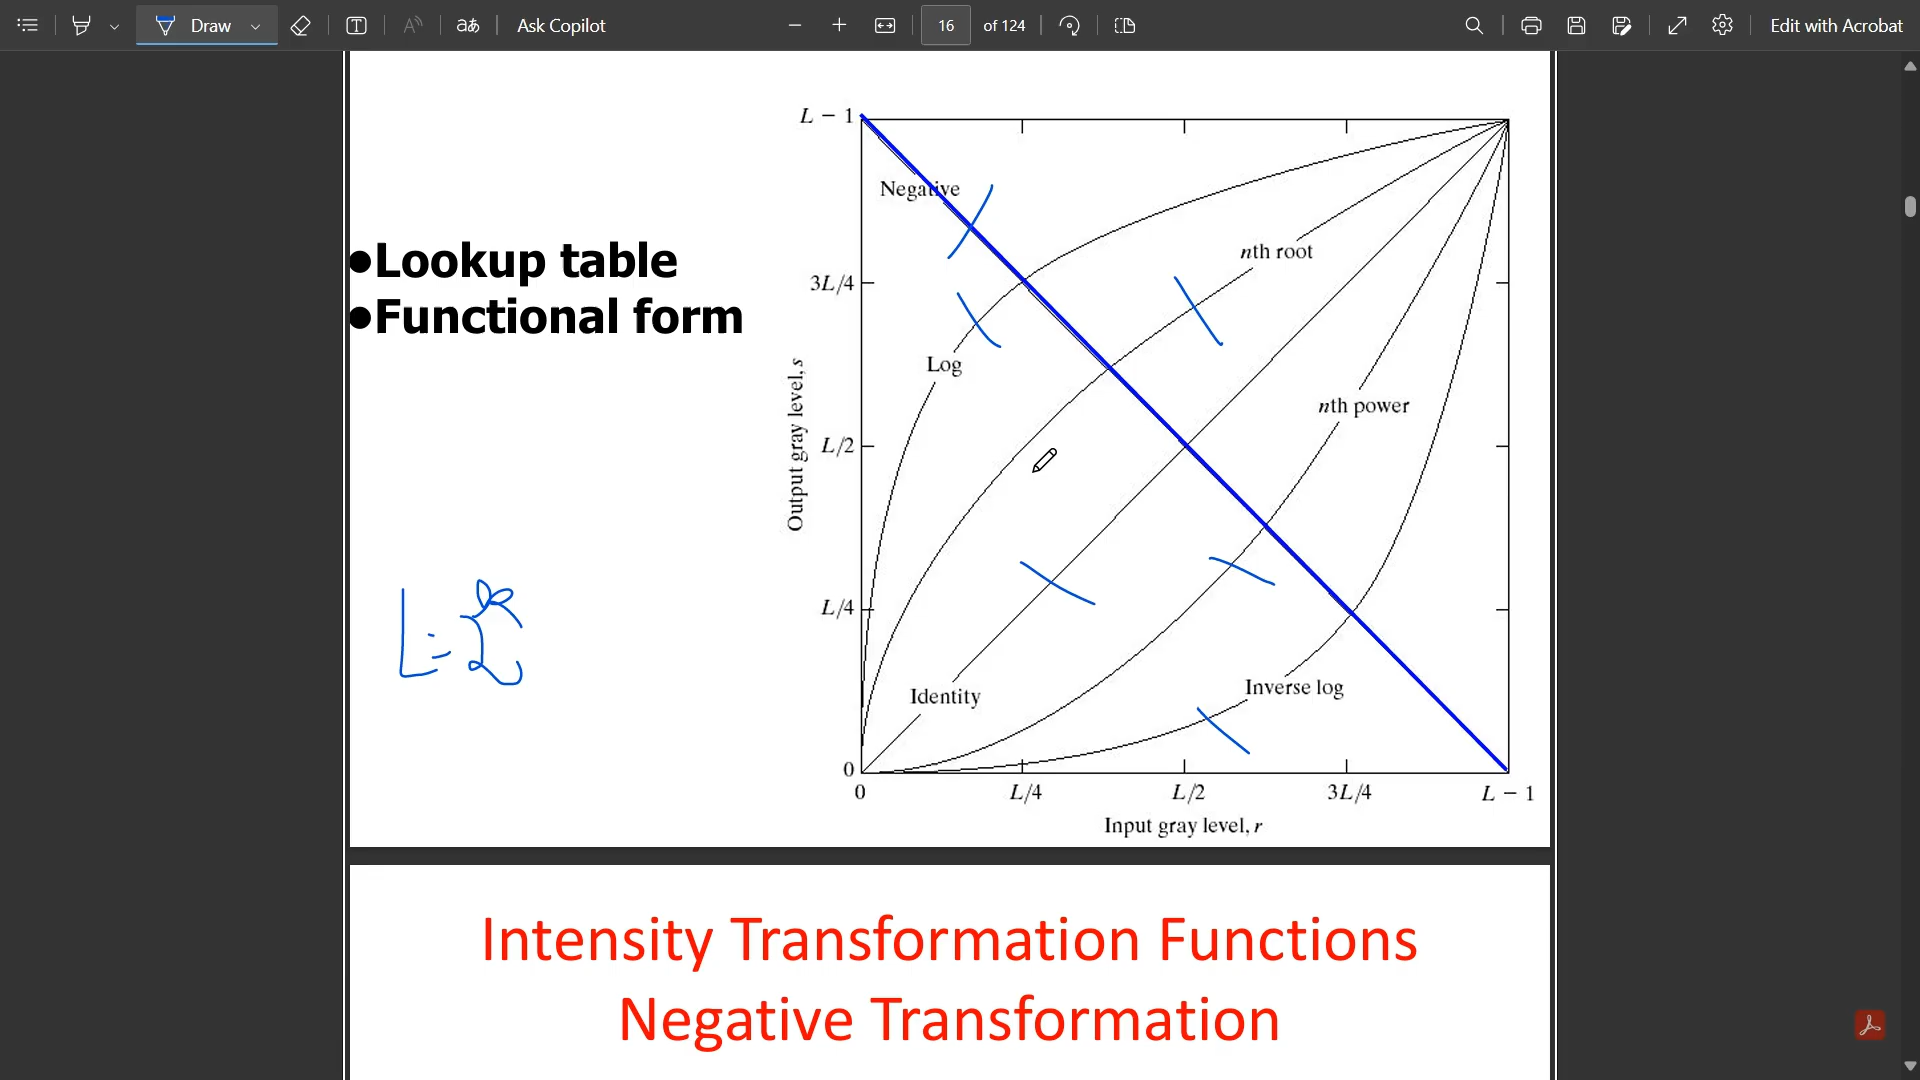 Draw
Ask Copilot
16 of 124
Edit with Acrobat
•Lookup table
•Functional form
L − 1
3L/4
L/2
L/4
0
Output gray level, s
Negative
Log
nth root
nth power
Identity
Inverse log
0 L/4 L/2 3L/4 L − 1
Input gray level, r
L=2
Intensity Transformation Functions
Negative Transformation